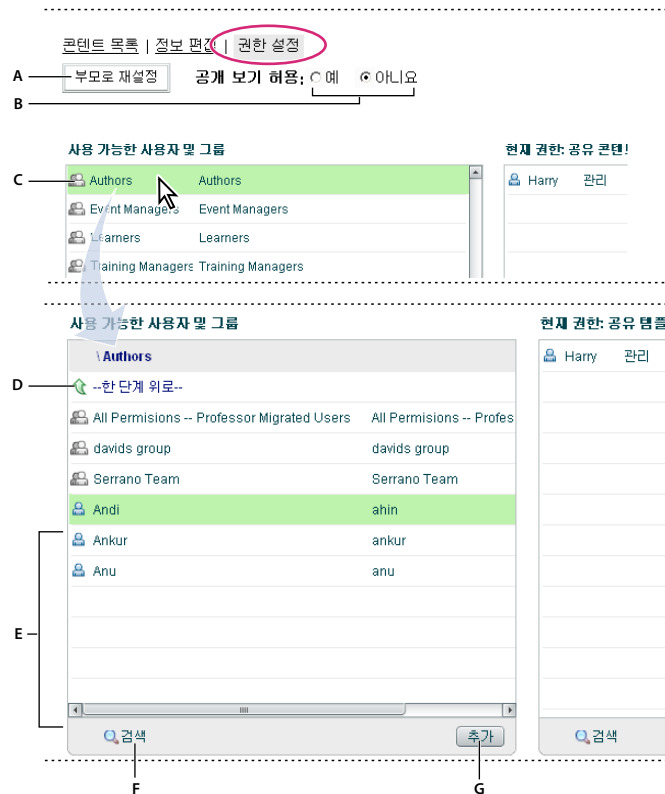 콘텐트 목록 | 정보 편집 | 권한 설정
A 부모로 재설정 공개 보기 허용: 예 아니요
B
사용 가능한 사용자 및 그룹 현재 권한: 공유 콘텐
C Authors Authors Harry 관리
Event Managers Event Managers
Learners Learners
Training Managers Training Managers
사용 가능한 사용자 및 그룹 현재 권한: 공유 템플
\ Authors Harry 관리
D --한 단계 위로--
All Permisions -- Professor Migrated Users All Permisions -- Profes
davids group davids group
Serrano Team Serrano Team
Andi ahin
Ankur ankur
Anu anu
E
검색 추가 검색
F G